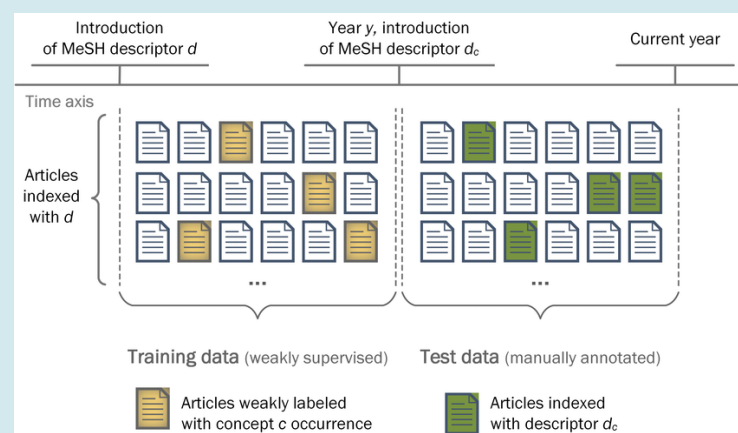 Introduction
of MeSH descriptor d
Year y, introduction
of MeSH descriptor dc
Current year
Time axis
Articles
indexed
with d
...
...
Training data (weakly supervised)
Test data (manually annotated)
Articles weakly labeled
with concept c occurrence
Articles indexed
with descriptor dc